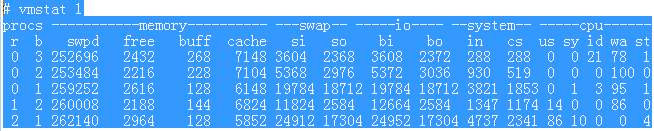 # vmstat 1
procs -----------memory---------- ---swap-- -----io---- --system-- -----cpu------
r b swpd free buff cache si so bi bo in cs us sy id wa st
0 3 252696 2432 268 7148 3604 2368 3608 2372 288 288 0 0 21 78 1
0 2 253484 2216 228 7104 5368 2976 5372 3036 930 519 0 0 0 100 0
0 1 259252 2616 128 6148 19784 18712 19784 18712 3821 1853 0 1 3 95 1
1 2 260008 2188 144 6824 11824 2584 12664 2584 1347 1174 14 0 0 86 0
2 1 262140 2964 128 5852 24912 17304 24952 17304 4737 2341 86 10 0 0 4